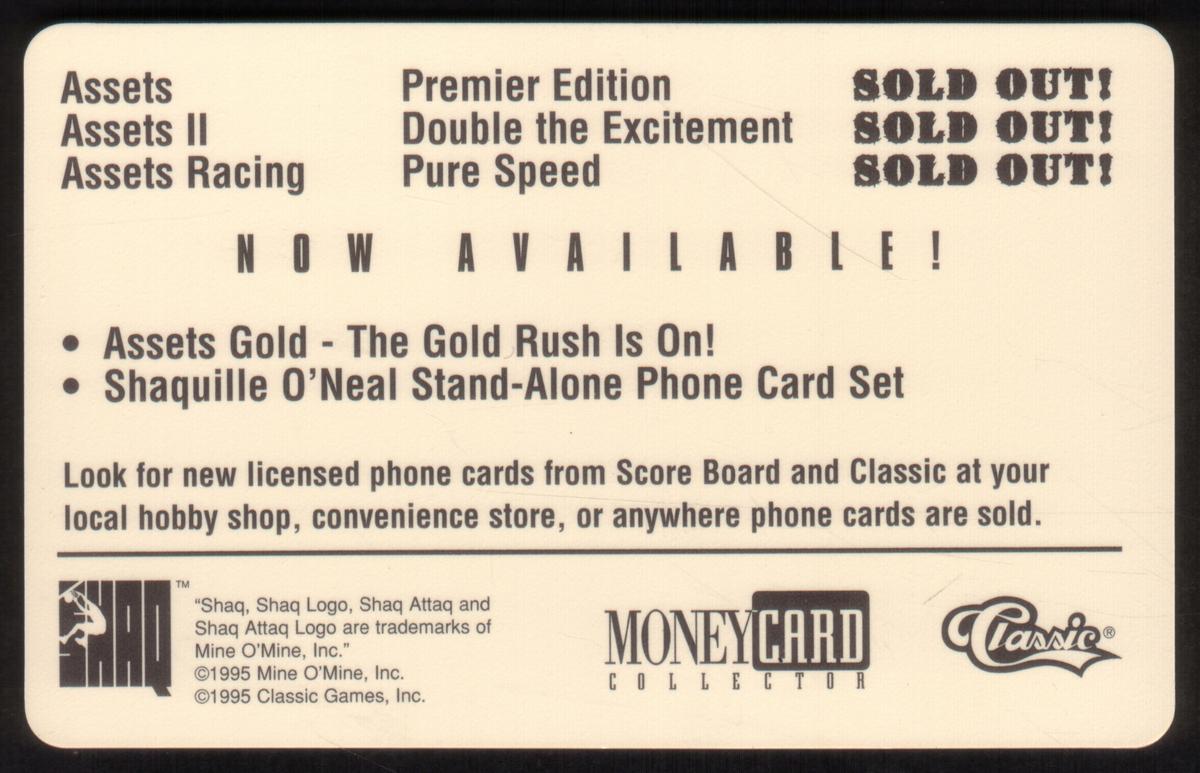 Assets Premier Edition SOLD OUT!
Assets II Double the Excitement SOLD OUT!
Assets Racing Pure Speed SOLD OUT!
NOW AVAILABLE!
• Assets Gold - The Gold Rush Is On!
• Shaquille O'Neal Stand-Alone Phone Card Set
Look for new licensed phone cards from Score Board and Classic at your
local hobby shop, convenience store, or anywhere phone cards are sold.
SHAQ™
"Shaq, Shaq Logo, Shaq Attaq and
Shaq Attaq Logo are trademarks of
Mine O'Mine, Inc."
©1995 Mine O'Mine, Inc.
©1995 Classic Games, Inc.
MONEYCARD
COLLECTOR
Classic®